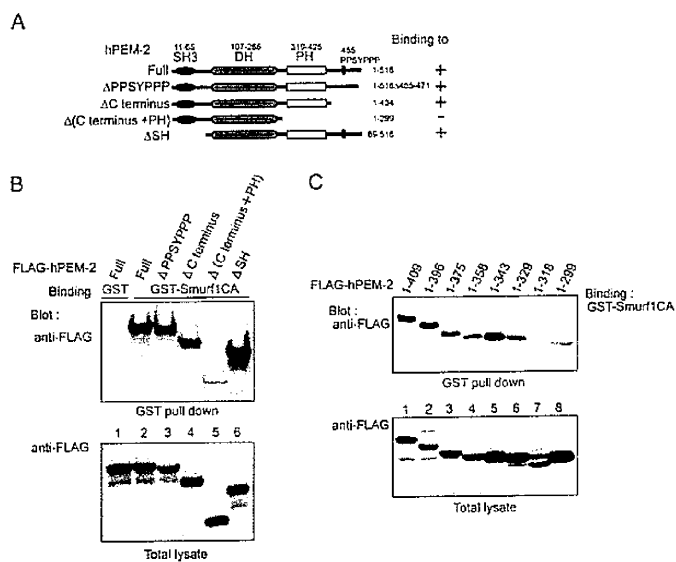 A
hPEM-2
11-65 107-266 319-425 455
SH3 DH PH PPSYPPP
Binding to
Full 1-516 +
ΔPPSYPPP +
ΔC terminus 1-434 +
Δ(C terminus +PH) 1-299 -
ΔSH 69-516 +
B
FLAG-hPEM-2 Full Full ΔPPSYPPP ΔC terminus Δ (C terminus +PH) ΔSH
Binding GST GST-Smurf1CA
Blot :
anti-FLAG
GST pull down
anti-FLAG 1 2 3 4 5 6
Total lysate
C
FLAG-hPEM-2 1-409 1-396 1-375 1-358 1-343 1-329 1-318 1-299
Binding :
GST-Smurf1CA
Blot :
anti-FLAG
GST pull down
anti-FLAG 1 2 3 4 5 6 7 8
Total lysate